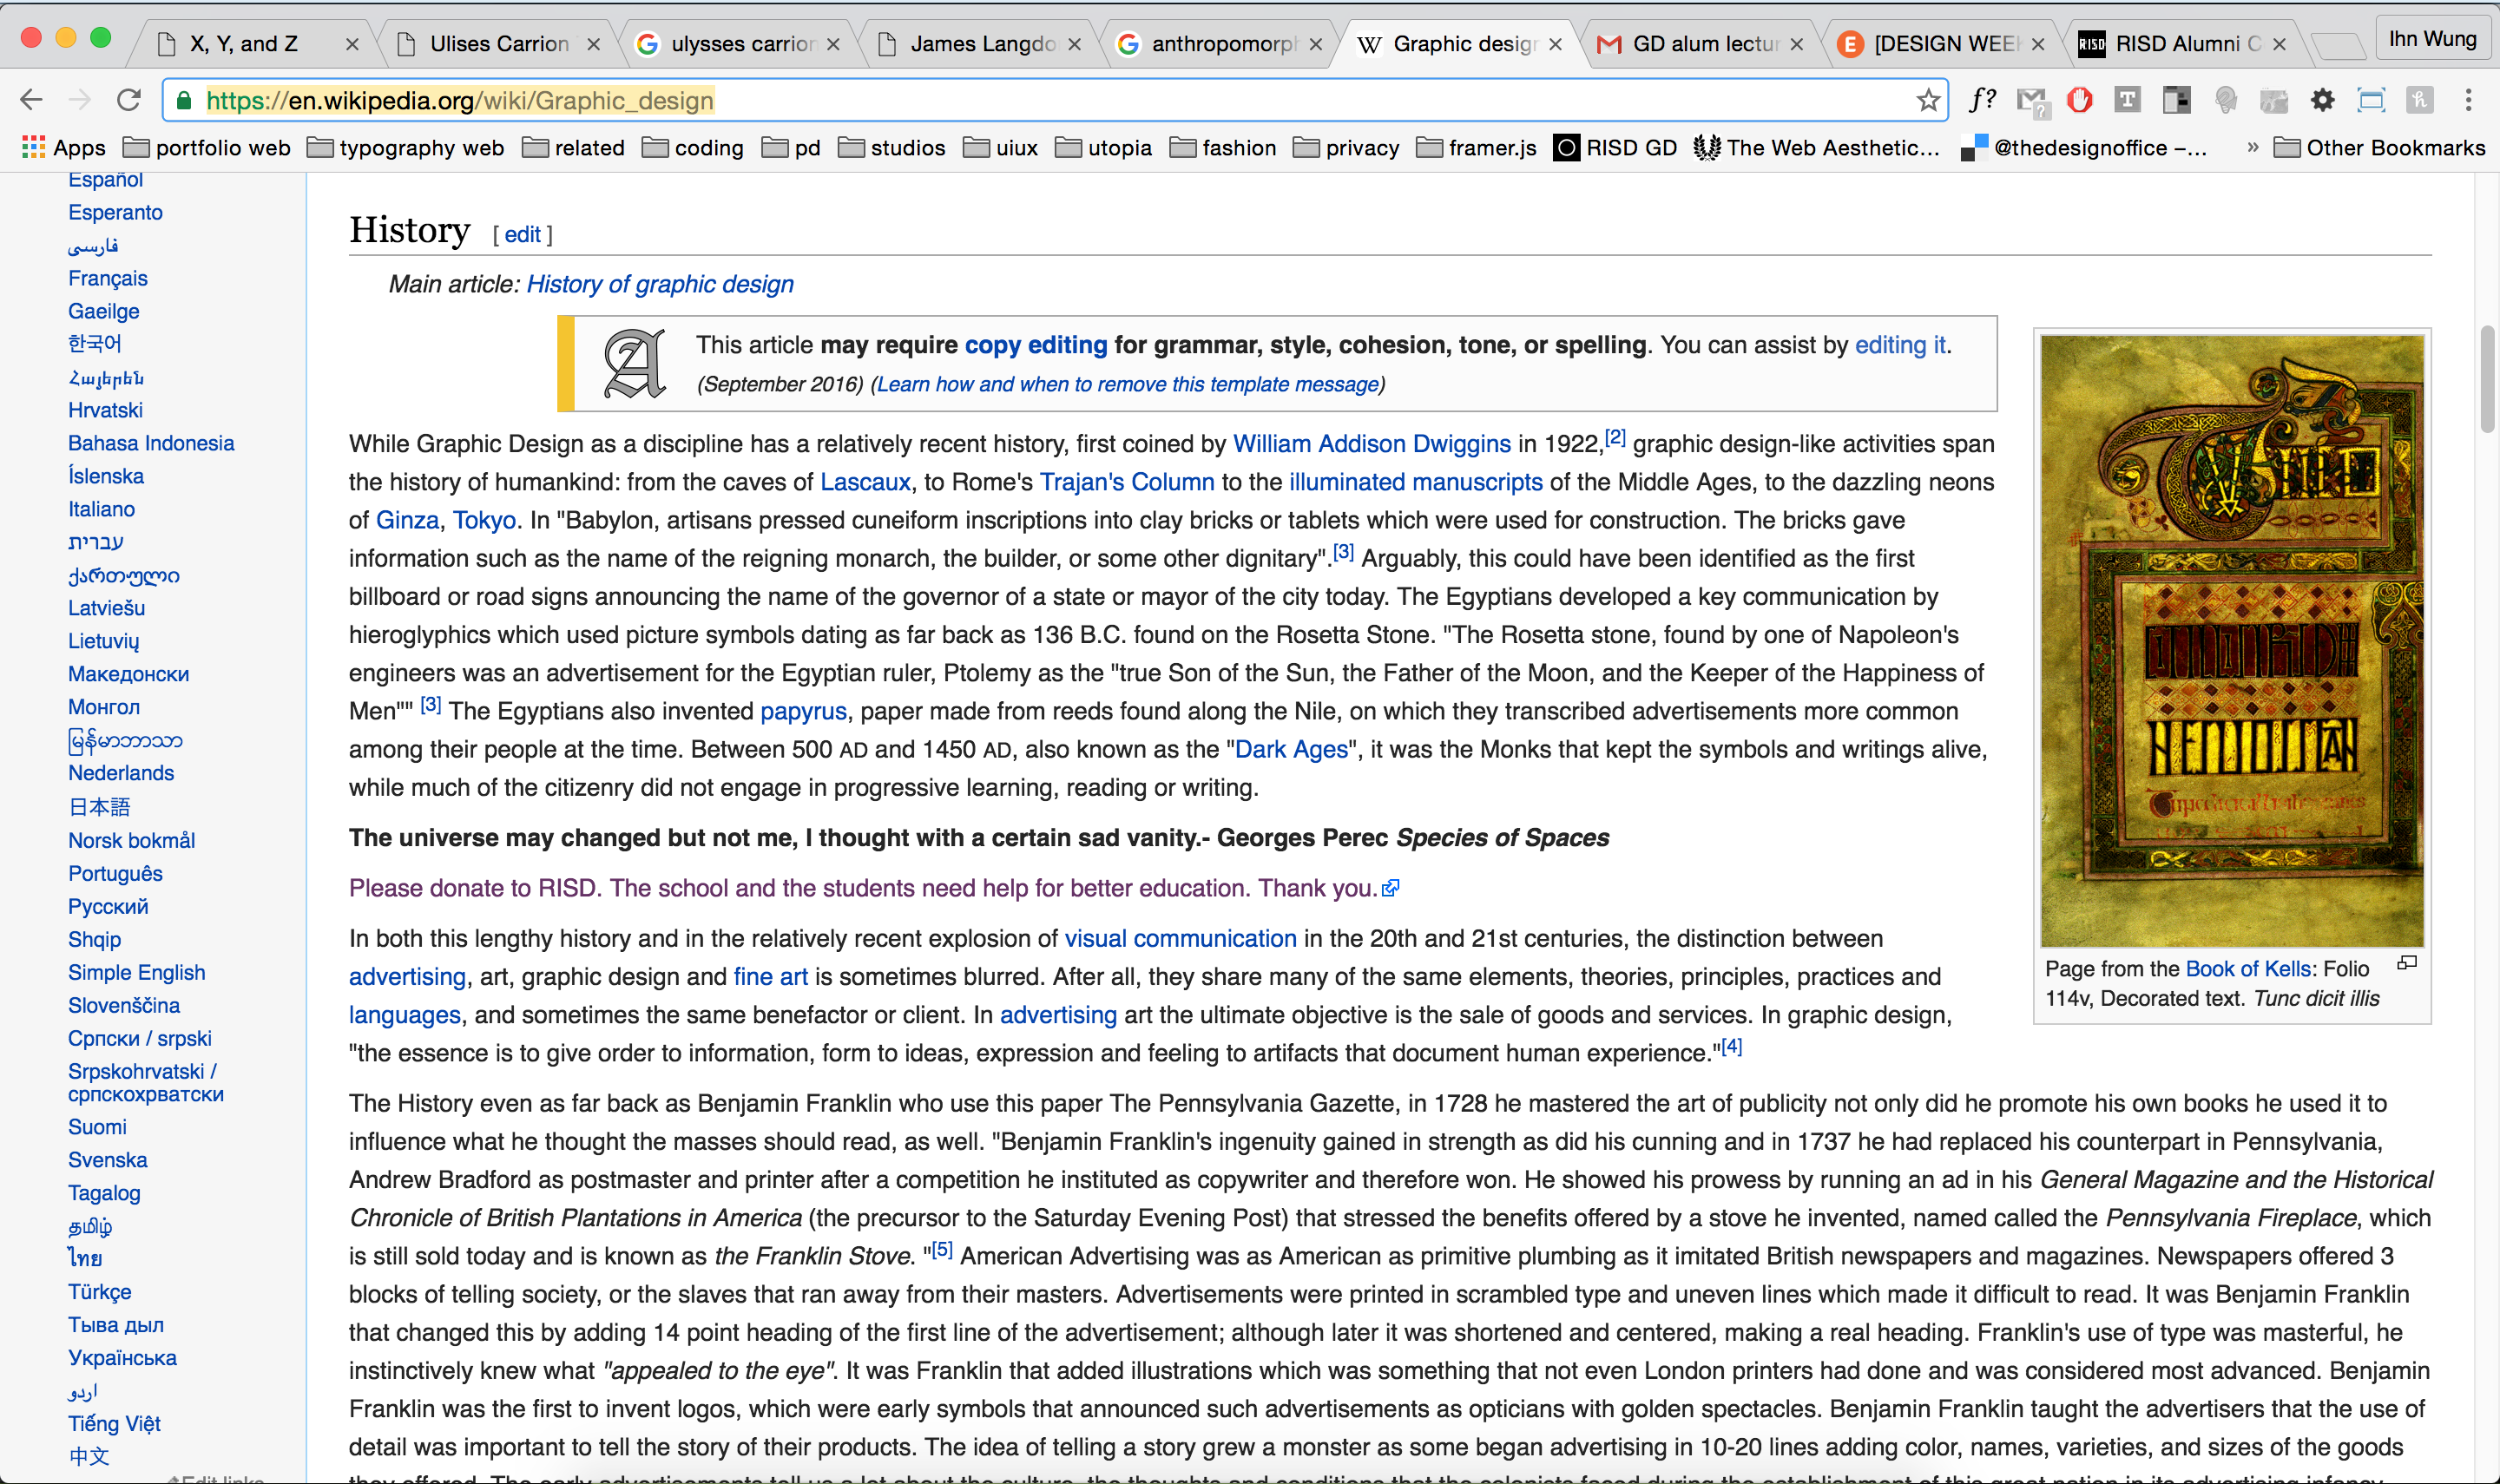 X, Y, and Z
Ulises Carrion
ulysses carrion
James Langdo
anthropomorph
Graphic design
GD alum lectur
[DESIGN WEEK
RISD Alumni C
Ihn Wung
https://en.wikipedia.org/wiki/Graphic_design
f?
Apps portfolio web typography web related coding pd studios uiux utopia fashion privacy framer.js RISD GD The Web Aesthetic... @thedesignoffice –... » Other Bookmarks
Español
Esperanto
فارسی
Français
Gaeilge
한국어
Հայերեն
Hrvatski
Bahasa Indonesia
Íslenska
Italiano
עברית
ქართული
Latviešu
Lietuvių
Македонски
Монгол
မြန်မာဘာသာ
Nederlands
日本語
Norsk bokmål
Português
Русский
Shqip
Simple English
Slovenščina
Српски / srpski
Srpskohrvatski /
српскохрватски
Suomi
Svenska
Tagalog
தமிழ்
ไทย
Türkçe
Тыва дыл
Українська
اردو
Tiếng Việt
中文
Edit links
History [ edit ]
Main article: History of graphic design
This article may require copy editing for grammar, style, cohesion, tone, or spelling. You can assist by editing it.
(September 2016) (Learn how and when to remove this template message)
While Graphic Design as a discipline has a relatively recent history, first coined by William Addison Dwiggins in 1922,[2] graphic design-like activities span
the history of humankind: from the caves of Lascaux, to Rome's Trajan's Column to the illuminated manuscripts of the Middle Ages, to the dazzling neons
of Ginza, Tokyo. In "Babylon, artisans pressed cuneiform inscriptions into clay bricks or tablets which were used for construction. The bricks gave
information such as the name of the reigning monarch, the builder, or some other dignitary".[3] Arguably, this could have been identified as the first
billboard or road signs announcing the name of the governor of a state or mayor of the city today. The Egyptians developed a key communication by
hieroglyphics which used picture symbols dating as far back as 136 B.C. found on the Rosetta Stone. "The Rosetta stone, found by one of Napoleon's
engineers was an advertisement for the Egyptian ruler, Ptolemy as the "true Son of the Sun, the Father of the Moon, and the Keeper of the Happiness of
Men"" [3] The Egyptians also invented papyrus, paper made from reeds found along the Nile, on which they transcribed advertisements more common
among their people at the time. Between 500 AD and 1450 AD, also known as the "Dark Ages", it was the Monks that kept the symbols and writings alive,
while much of the citizenry did not engage in progressive learning, reading or writing.
The universe may changed but not me, I thought with a certain sad vanity.- Georges Perec Species of Spaces
Please donate to RISD. The school and the students need help for better education. Thank you.
In both this lengthy history and in the relatively recent explosion of visual communication in the 20th and 21st centuries, the distinction between
advertising, art, graphic design and fine art is sometimes blurred. After all, they share many of the same elements, theories, principles, practices and
languages, and sometimes the same benefactor or client. In advertising art the ultimate objective is the sale of goods and services. In graphic design,
"the essence is to give order to information, form to ideas, expression and feeling to artifacts that document human experience."[4]
Page from the Book of Kells: Folio
114v, Decorated text. Tunc dicit illis
The History even as far back as Benjamin Franklin who use this paper The Pennsylvania Gazette, in 1728 he mastered the art of publicity not only did he promote his own books he used it to
influence what he thought the masses should read, as well. "Benjamin Franklin's ingenuity gained in strength as did his cunning and in 1737 he had replaced his counterpart in Pennsylvania,
Andrew Bradford as postmaster and printer after a competition he instituted as copywriter and therefore won. He showed his prowess by running an ad in his General Magazine and the Historical
Chronicle of British Plantations in America (the precursor to the Saturday Evening Post) that stressed the benefits offered by a stove he invented, named called the Pennsylvania Fireplace, which
is still sold today and is known as the Franklin Stove. "[5] American Advertising was as American as primitive plumbing as it imitated British newspapers and magazines. Newspapers offered 3
blocks of telling society, or the slaves that ran away from their masters. Advertisements were printed in scrambled type and uneven lines which made it difficult to read. It was Benjamin Franklin
that changed this by adding 14 point heading of the first line of the advertisement; although later it was shortened and centered, making a real heading. Franklin's use of type was masterful, he
instinctively knew what "appealed to the eye". It was Franklin that added illustrations which was something that not even London printers had done and was considered most advanced. Benjamin
Franklin was the first to invent logos, which were early symbols that announced such advertisements as opticians with golden spectacles. Benjamin Franklin taught the advertisers that the use of
detail was important to tell the story of their products. The idea of telling a story grew a monster as some began advertising in 10-20 lines adding color, names, varieties, and sizes of the goods
they offered. The early advertisements tell us a lot about the culture, the thoughts and conditions that the colonists faced during the establishment of this great nation in its advertising infancy